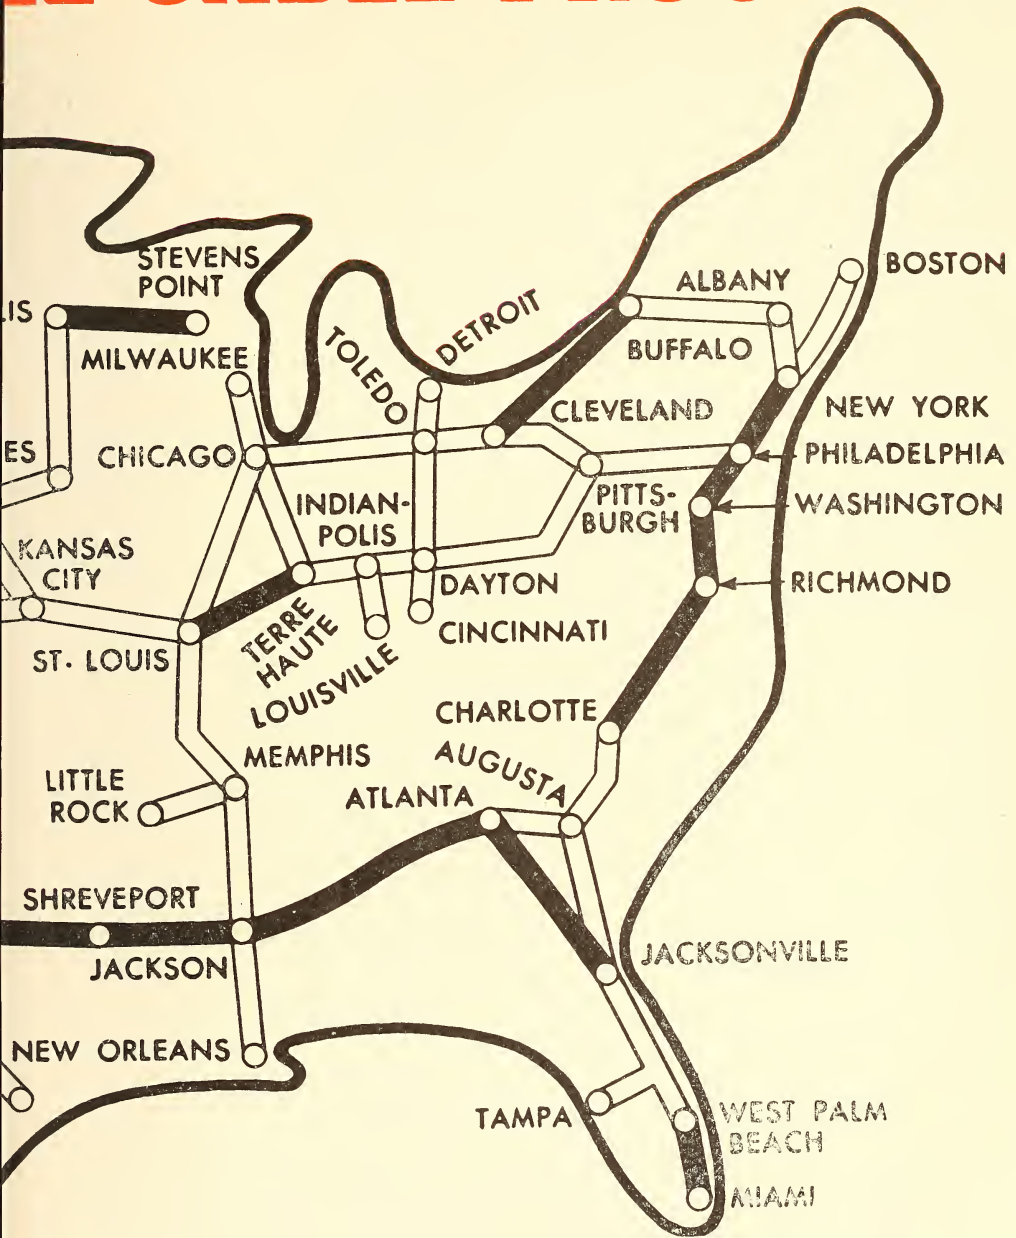 STEVENS
POINT
BOSTON
ALBANY
LIS
DETROIT
TOLEDO
BUFFALO
MILWAUKEE
CLEVELAND
NEW YORK
ES
CHICAGO
PHILADELPHIA
INDIAN-
POLIS
PITTS-
BURGH
WASHINGTON
KANSAS
CITY
DAYTON
RICHMOND
CINCINNATI
ST. LOUIS
TERRE
HAUTE
LOUISVILLE
CHARLOTTE
AUGUSTA
MEMPHIS
LITTLE
ROCK
ATLANTA
SHREVEPORT
JACKSON
JACKSONVILLE
NEW ORLEANS
TAMPA
WEST PALM
BEACH
MIAMI